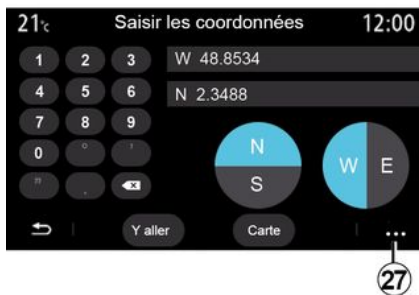 21°c Saisir les coordonnées 12:00
1 2 3 W 48.8534
4 5 6 N 2.3488
7 8 9
0 ° '
" .
N
S
W E
Y aller Carte ...
27